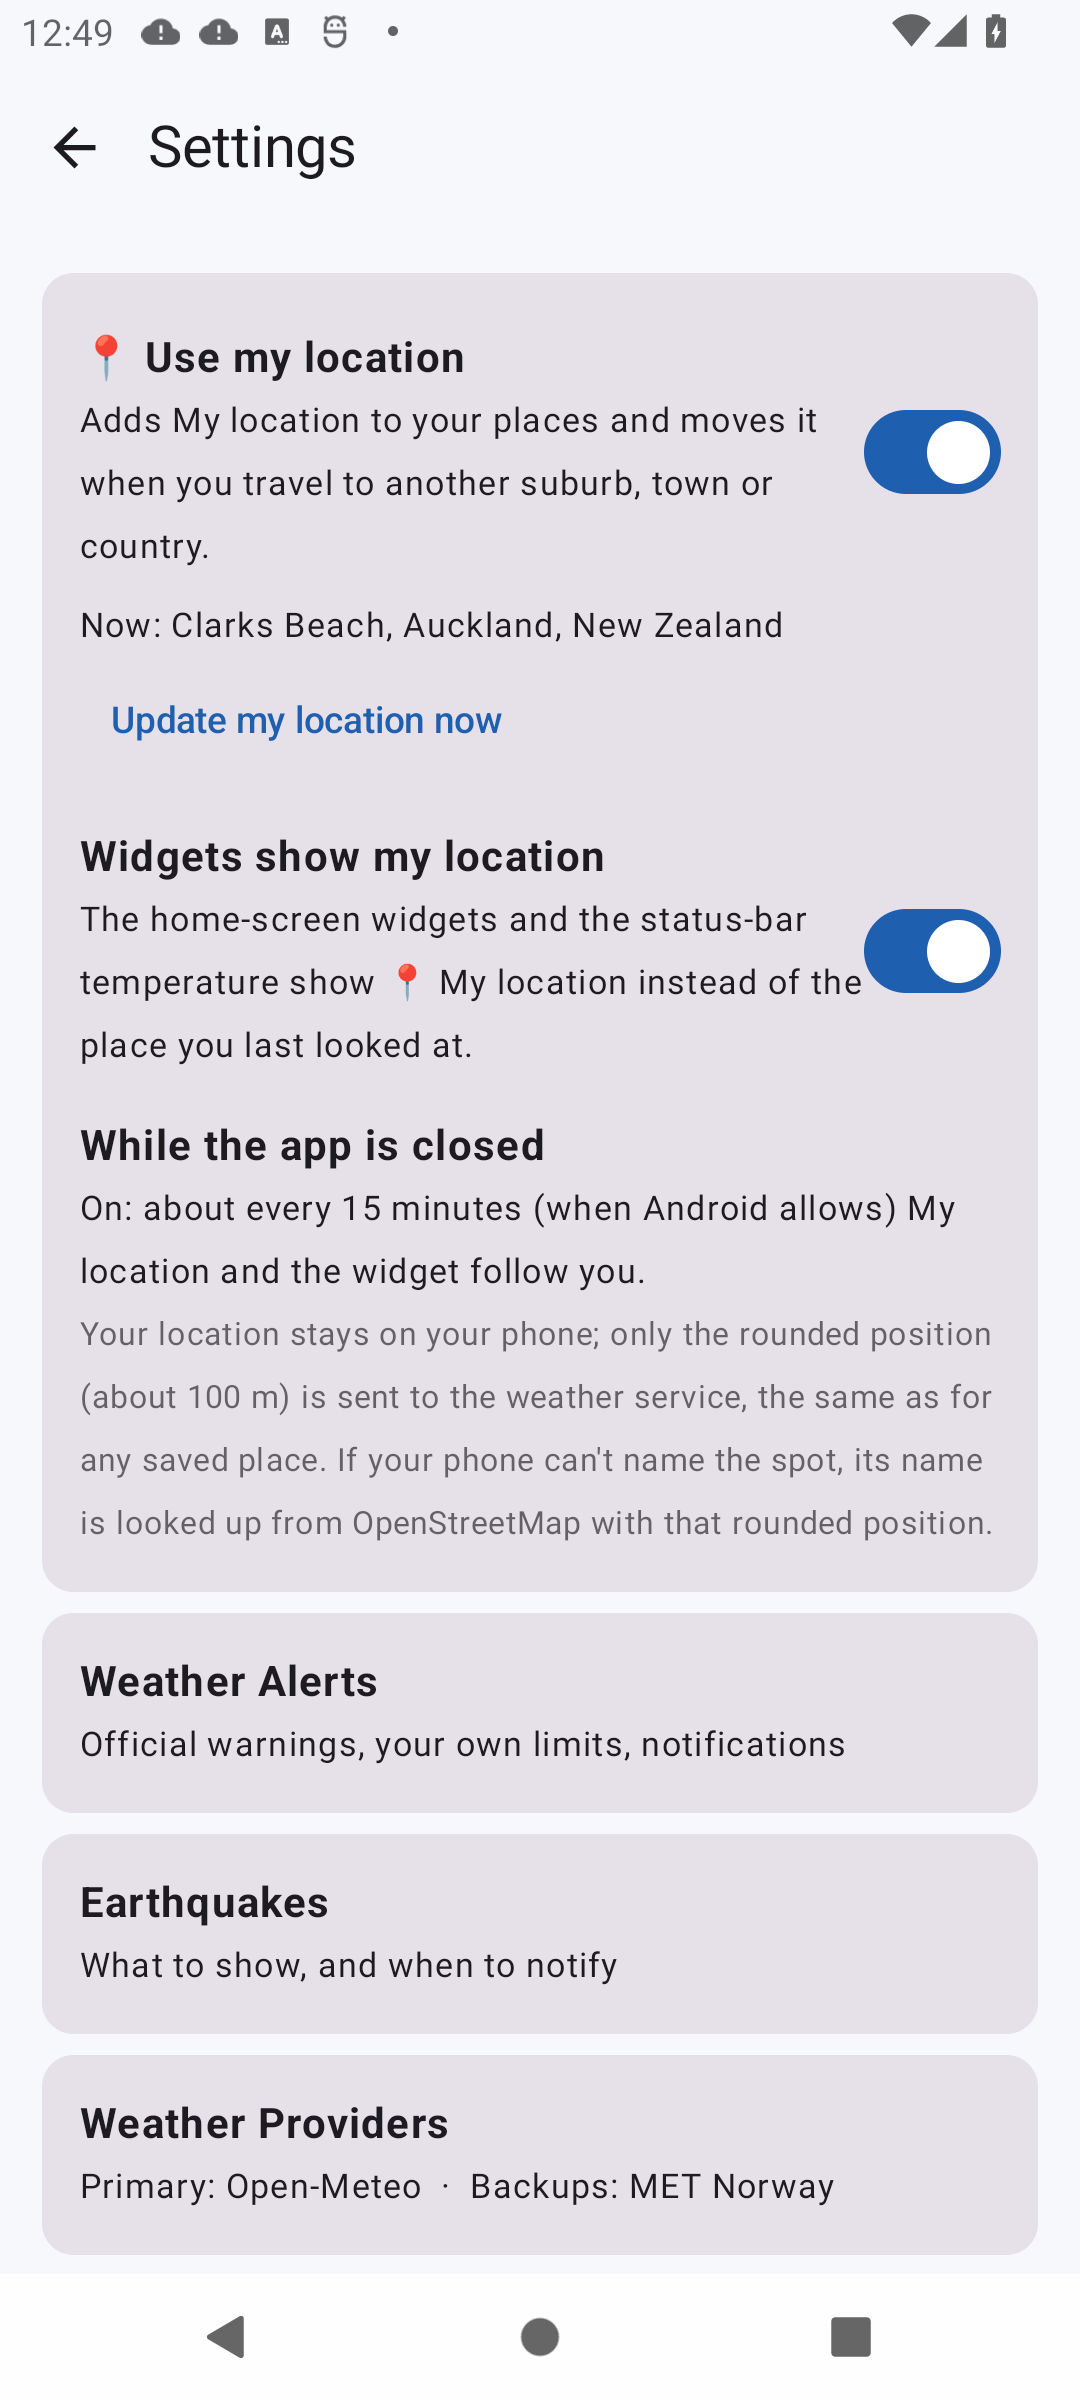 12:49
Settings
📍 Use my location
Adds My location to your places and moves it
when you travel to another suburb, town or
country.
Now: Clarks Beach, Auckland, New Zealand
Update my location now
Widgets show my location
The home-screen widgets and the status-bar
temperature show 📍 My location instead of the
place you last looked at.
While the app is closed
On: about every 15 minutes (when Android allows) My
location and the widget follow you.
Your location stays on your phone; only the rounded position
(about 100 m) is sent to the weather service, the same as for
any saved place. If your phone can't name the spot, its name
is looked up from OpenStreetMap with that rounded position.
Weather Alerts
Official warnings, your own limits, notifications
Earthquakes
What to show, and when to notify
Weather Providers
Primary: Open-Meteo · Backups: MET Norway